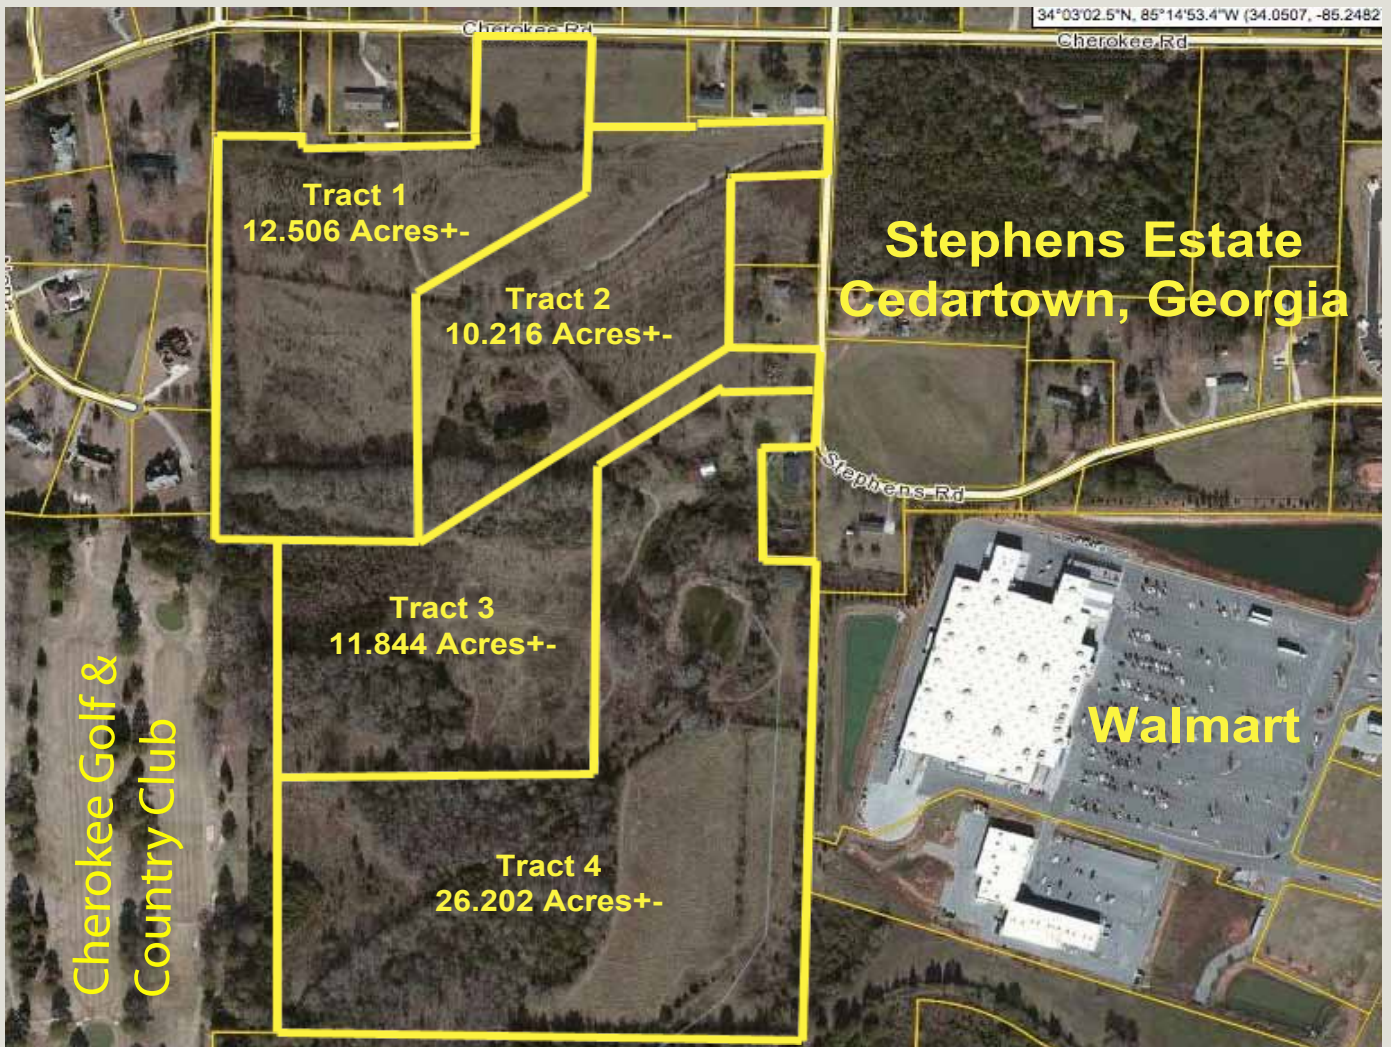 34°03'02.5"N, 85°14'53.4"W (34.0507, -85.2482
Cherokee Rd
Cherokee Rd
Tract 1
12.506 Acres+-
Stephens Estate
Cedartown, Georgia
Tract 2
10.216 Acres+-
Stephens Rd
Tract 3
11.844 Acres+-
Cherokee Golf &
Country Club
Walmart
Tract 4
26.202 Acres+-